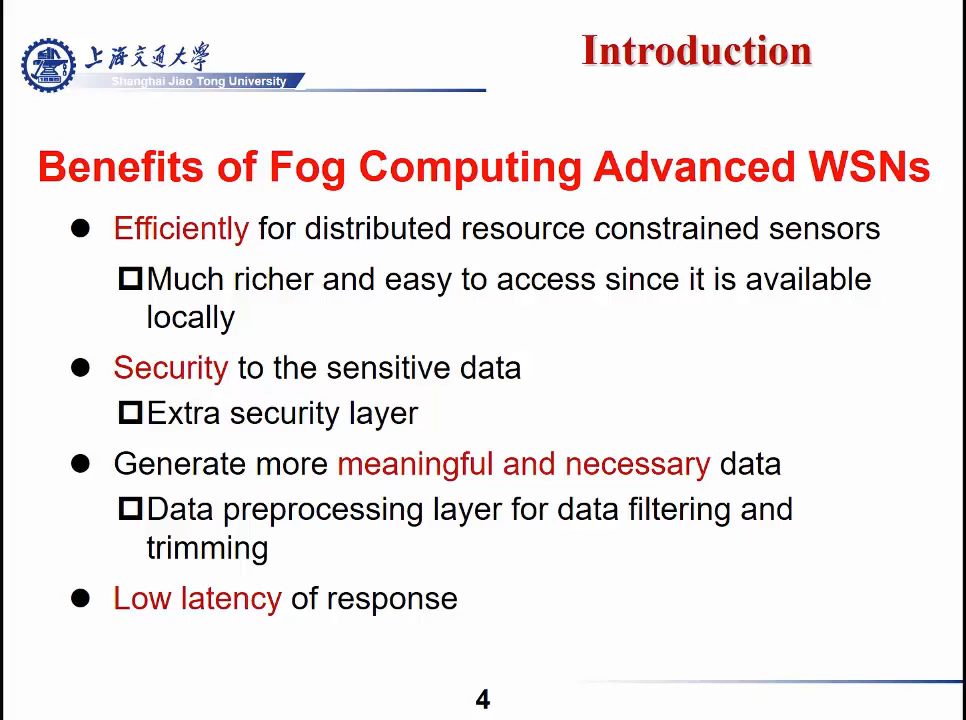 上海交通大学
Shanghai Jiao Tong University
Introduction
Benefits of Fog Computing Advanced WSNs
Efficiently for distributed resource constrained sensors
Much richer and easy to access since it is available
locally
Security to the sensitive data
Extra security layer
Generate more meaningful and necessary data
Data preprocessing layer for data filtering and
trimming
Low latency of response
4